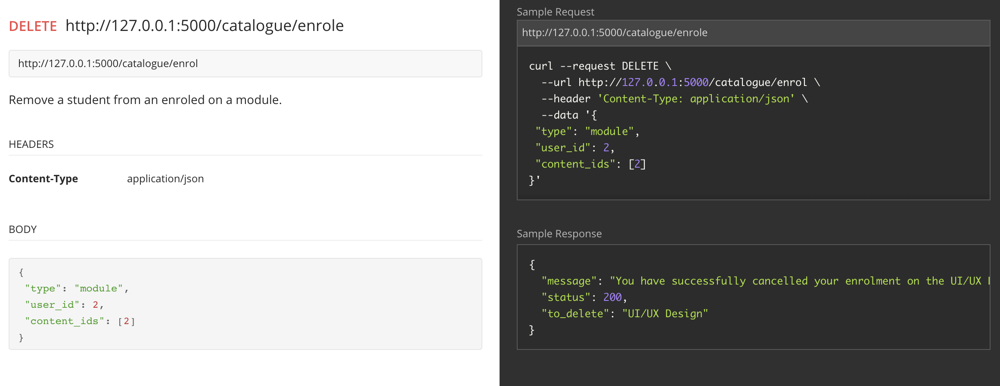 DELETE http://127.0.0.1:5000/catalogue/enrole
http://127.0.0.1:5000/catalogue/enrol
Remove a student from an enroled on a module.
HEADERS
Content-Type application/json
BODY
{
"type": "module",
"user_id": 2,
"content_ids": [2]
}
Sample Request
http://127.0.0.1:5000/catalogue/enrole
curl --request DELETE \
--url http://127.0.0.1:5000/catalogue/enrol \
--header 'Content-Type: application/json' \
--data '{
"type": "module",
"user_id": 2,
"content_ids": [2]
}'
Sample Response
{
"message": "You have successfully cancelled your enrolment on the UI/UX
"status": 200,
"to_delete": "UI/UX Design"
}